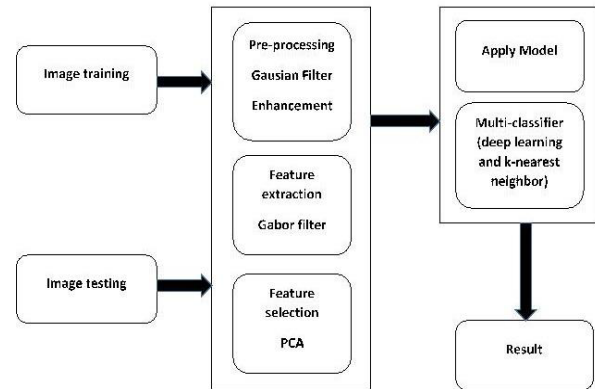 Image training
Image testing
Pre-processing
Gausian Filter
Enhancement
Feature
extraction
Gabor filter
Feature
selection
PCA
Apply Model
Multi-classifier
(deep learning
and k-nearest
neighbor)
Result